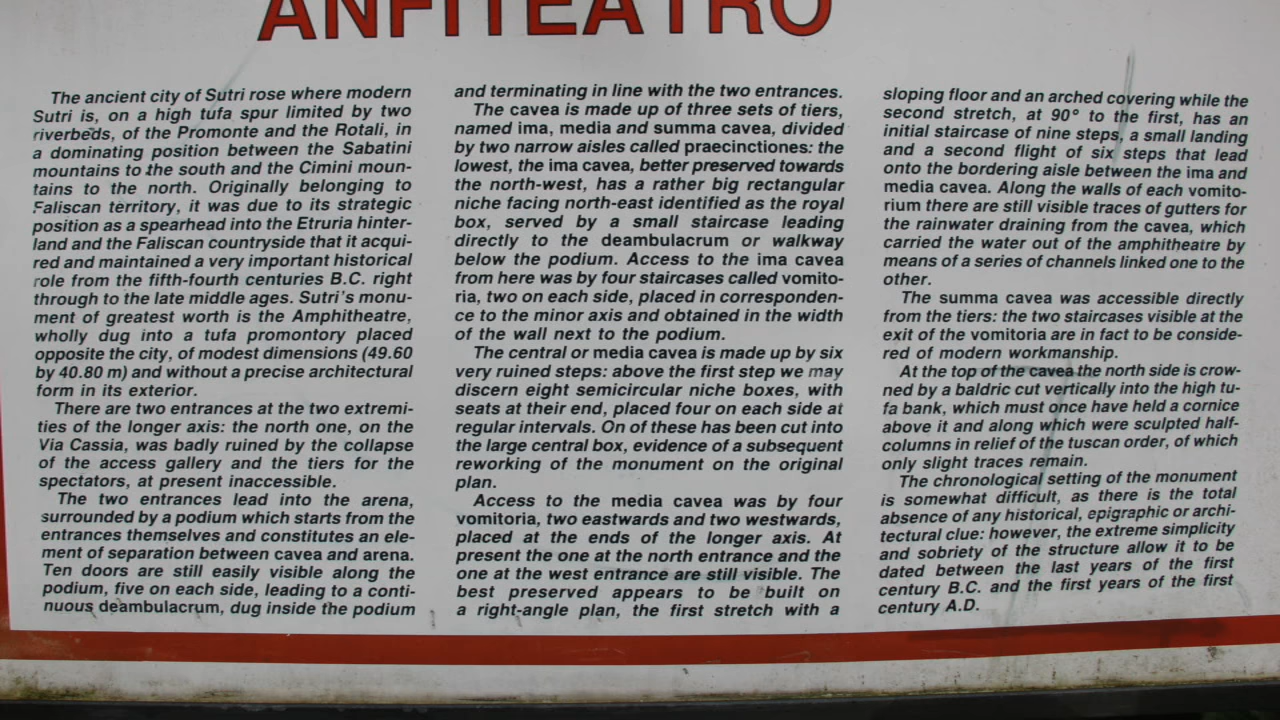 ANFITEATRO
The ancient city of Sutri rose where modern
Sutri is, on a high tufa spur limited by two
riverbeds, of the Promonte and the Rotali, in
a dominating position between the Sabatini
mountains to the south and the Cimini moun-
tains to the north. Originally belonging to
Faliscan territory, it was due to its strategic
position as a spearhead into the Etruria hinter-
land and the Faliscan countryside that it acqui-
red and maintained a very important historical
role from the fifth-fourth centuries B.C. right
through to the late middle ages. Sutri's monu-
ment of greatest worth is the Amphitheatre,
wholly dug into a tufa promontory placed
opposite the city, of modest dimensions (49.60
by 40.80 m) and without a precise architectural
form in its exterior.
There are two entrances at the two extremi-
ties of the longer axis: the north one, on the
Via Cassia, was badly ruined by the collapse
of the access gallery and the tiers for the
spectators, at present inaccessible.
The two entrances lead into the arena,
surrounded by a podium which starts from the
entrances themselves and constitutes an ele-
ment of separation between cavea and arena.
Ten doors are still easily visible along the
podium, five on each side, leading to a conti-
nuous deambulacrum, dug inside the podium
and terminating in line with the two entrances.
The cavea is made up of three sets of tiers,
named ima, media and summa cavea, divided
by two narrow aisles called praecinctiones: the
lowest, the ima cavea, better preserved towards
the north-west, has a rather big rectangular
niche facing north-east identified as the royal
box, served by a small staircase leading
directly to the deambulacrum or walkway
below the podium. Access to the ima cavea
from here was by four staircases called vomito-
ria, two on each side, placed in corresponden-
ce to the minor axis and obtained in the width
of the wall next to the podium.
The central or media cavea is made up by six
very ruined steps: above the first step we may
discern eight semicircular niche boxes, with
seats at their end, placed four on each side at
regular intervals. On of these has been cut into
the large central box, evidence of a subsequent
reworking of the monument on the original
plan.
Access to the media cavea was by four
vomitoria, two eastwards and two westwards,
placed at the ends of the longer axis. At
present the one at the north entrance and the
one at the west entrance are still visible. The
best preserved appears to be built on
a right-angle plan, the first stretch with a
sloping floor and an arched covering while the
second stretch, at 90° to the first, has an
initial staircase of nine steps, a small landing
and a second flight of six steps that lead
onto the bordering aisle between the ima and
media cavea. Along the walls of each vomito-
rium there are still visible traces of gutters for
the rainwater draining from the cavea, which
carried the water out of the amphitheatre by
means of a series of channels linked one to the
other.
The summa cavea was accessible directly
from the tiers: the two staircases visible at the
exit of the vomitoria are in fact to be conside-
red of modern workmanship.
At the top of the cavea the north side is crow-
ned by a baldric cut vertically into the high tu-
fa bank, which must once have held a cornice
above it and along which were sculpted half-
columns in relief of the tuscan order, of which
only slight traces remain.
The chronological setting of the monument
is somewhat difficult, as there is the total
absence of any historical, epigraphic or archi-
tectural clue: however, the extreme simplicity
and sobriety of the structure allow it to be
dated between the last years of the first
century B.C. and the first years of the first
century A.D.